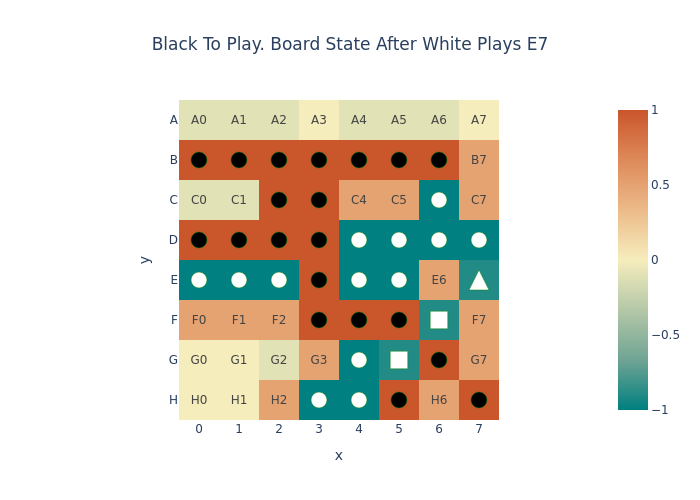 Black To Play. Board State After White Plays E7
A A0 A1 A2 A3 A4 A5 A6 A7
B B7
C C0 C1 C4 C5 C7
D
E E6
F F0 F1 F2 F7
G G0 G1 G2 G3 G7
H H0 H1 H2 H6
0 1 2 3 4 5 6 7
x
y
1
0.5
0
−0.5
−1